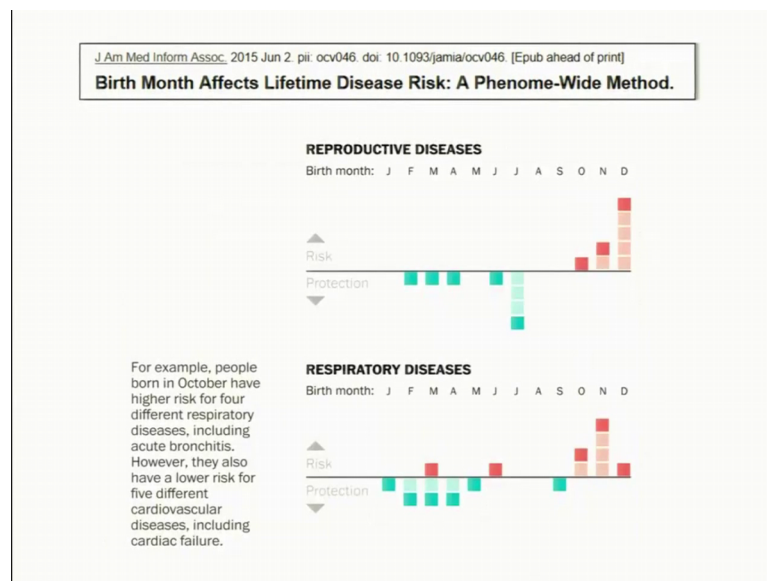 J Am Med Inform Assoc. 2015 Jun 2. pii: ocv046. doi: 10.1093/jamia/ocv046. [Epub ahead of print]
Birth Month Affects Lifetime Disease Risk: A Phenome-Wide Method.
REPRODUCTIVE DISEASES
Birth month: J F M A M J J A S O N D
Risk
Protection
For example, people
born in October have
higher risk for four
different respiratory
diseases, including
acute bronchitis.
However, they also
have a lower risk for
five different
cardiovascular
diseases, including
cardiac failure.
RESPIRATORY DISEASES
Birth month: J F M A M J J A S O N D
Risk
Protection